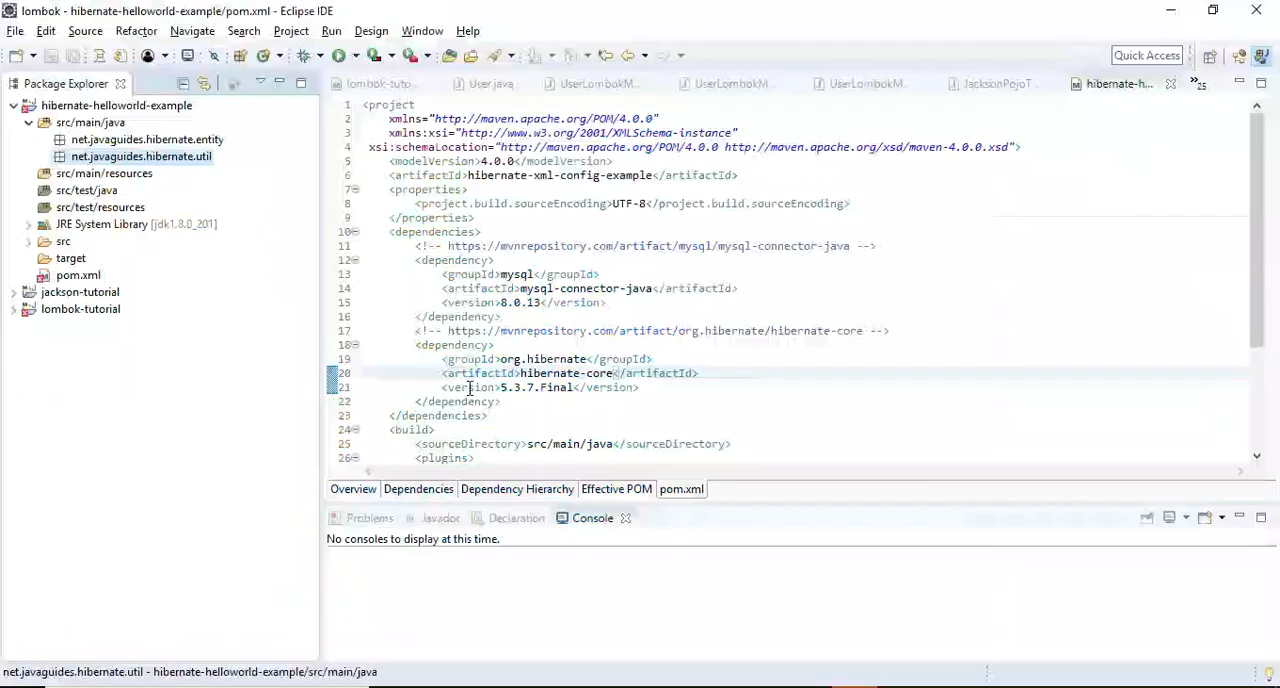 lombok - hibernate-helloworld-example/pom.xml - Eclipse IDE
File Edit Source Refactor Navigate Search Project Run Design Window Help
Quick Access
Package Explorer
lombok-tuto...
User.java
UserLombokM...
UserLombokM...
UserLombokM...
JacksonPojoT...
hibernate-h...
25
hibernate-helloworld-example
src/main/java
net.javaguides.hibernate.entity
net.javaguides.hibernate.util
src/main/resources
src/test/java
src/test/resources
JRE System Library [jdk1.8.0_201]
src
target
pom.xml
jackson-tutorial
lombok-tutorial
1 <project
2 xmlns="http://maven.apache.org/POM/4.0.0"
3 xmlns:xsi="http://www.w3.org/2001/XMLSchema-instance"
4 xsi:schemaLocation="http://maven.apache.org/POM/4.0.0 http://maven.apache.org/xsd/maven-4.0.0.xsd">
5 <modelVersion>4.0.0</modelVersion>
6 <artifactId>hibernate-xml-config-example</artifactId>
7 <properties>
8 <project.build.sourceEncoding>UTF-8</project.build.sourceEncoding>
9 </properties>
10 <dependencies>
11 <!-- https://mvnrepository.com/artifact/mysql/mysql-connector-java -->
12 <dependency>
13 <groupId>mysql</groupId>
14 <artifactId>mysql-connector-java</artifactId>
15 <version>8.0.13</version>
16 </dependency>
17 <!-- https://mvnrepository.com/artifact/org.hibernate/hibernate-core -->
18 <dependency>
19 <groupId>org.hibernate</groupId>
20 <artifactId>hibernate-core</artifactId>
21 <version>5.3.7.Final</version>
22 </dependency>
23 </dependencies>
24 <build>
25 <sourceDirectory>src/main/java</sourceDirectory>
26 <plugins>
Overview Dependencies Dependency Hierarchy Effective POM pom.xml
Problems Javadoc Declaration Console
No consoles to display at this time.
net.javaguides.hibernate.util - hibernate-helloworld-example/src/main/java